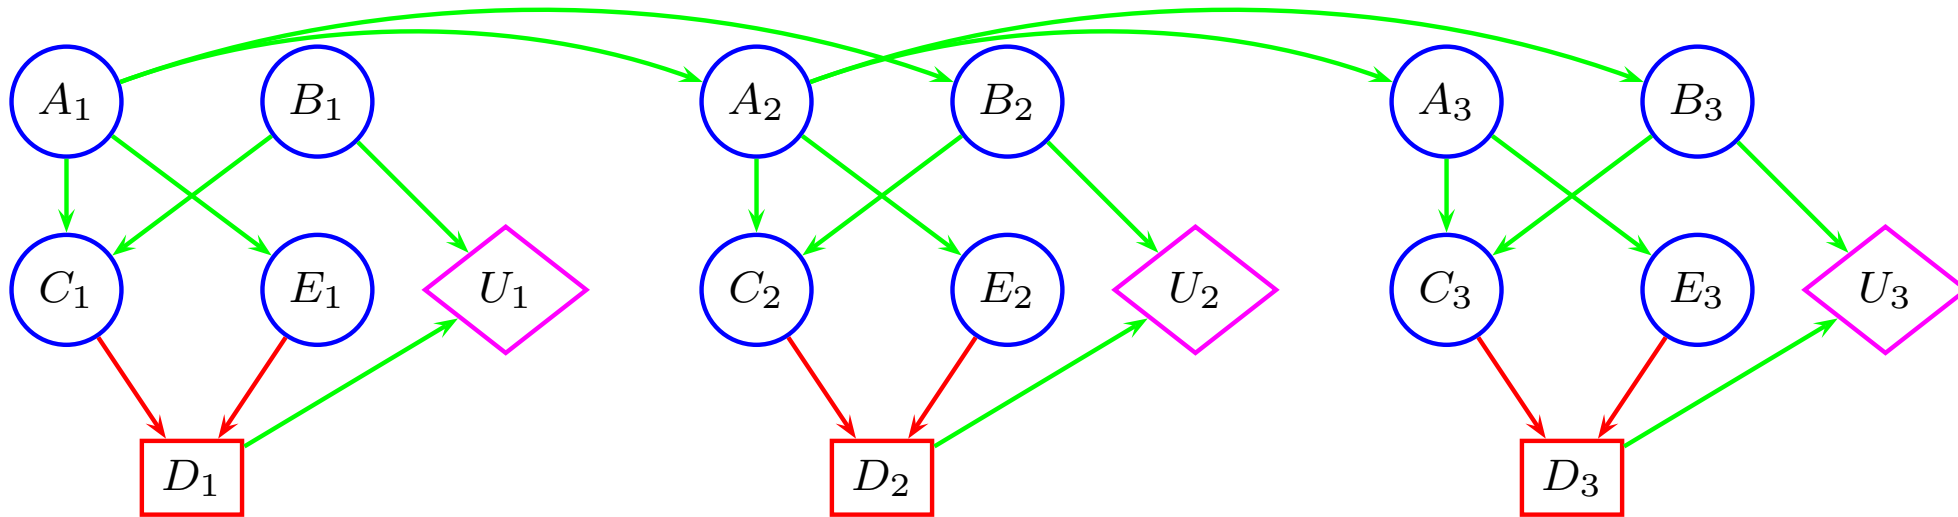 A₁ B₁ A₂ B₂ A₃ B₃
C₁ E₁ U₁ C₂ E₂ U₂ C₃ E₃ U₃
D₁ D₂ D₃